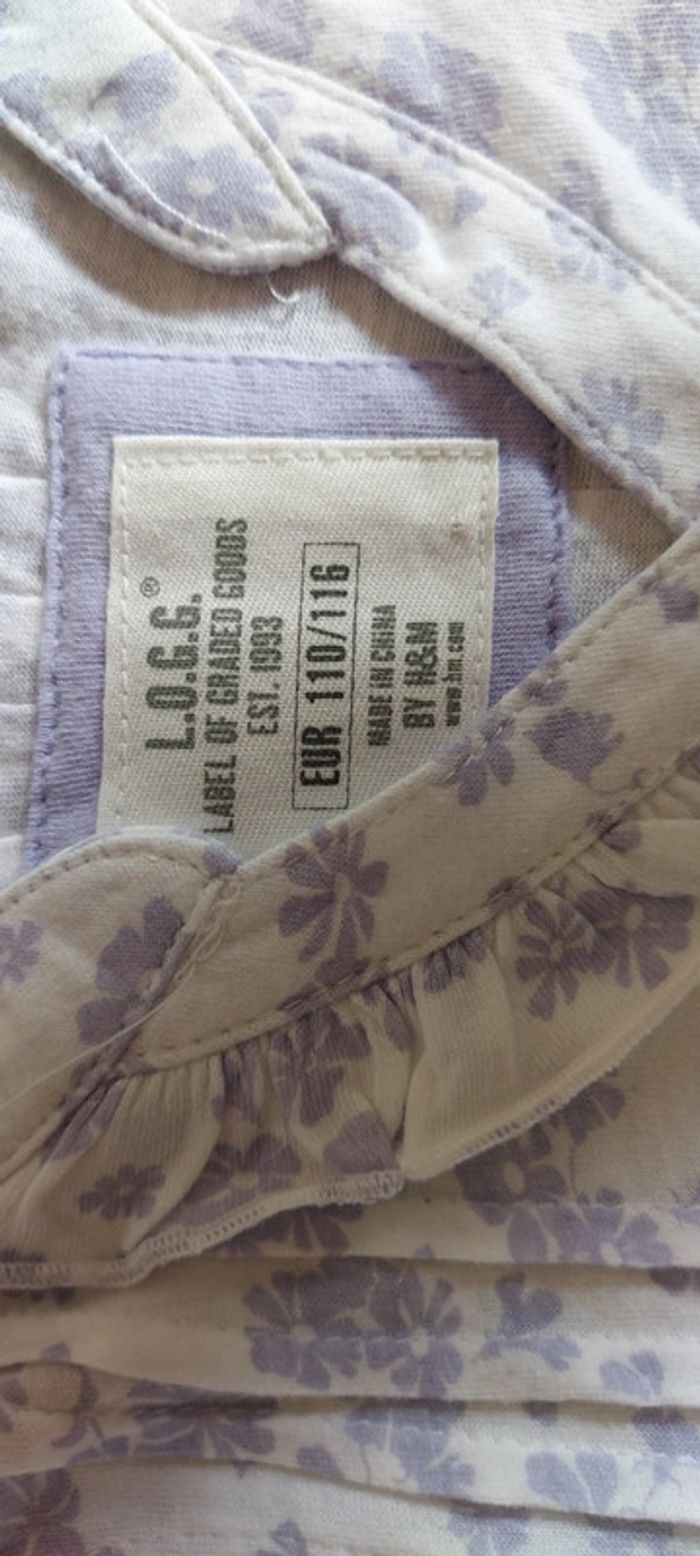 L.O.G.G.®
LABEL OF GRADED GOODS
EST. 1993
EUR 110/116
MADE IN CHINA
BY H&M
www.hm.com